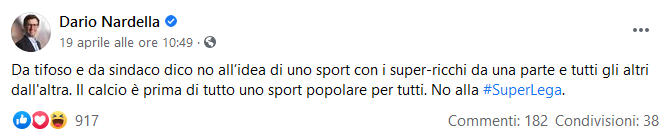 Dario Nardella
19 aprile alle ore 10:49 ·
Da tifoso e da sindaco dico no all'idea di uno sport con i super-ricchi da una parte e tutti gli altri
dall'altra. Il calcio è prima di tutto uno sport popolare per tutti. No alla #SuperLega.
917 Commenti: 182 Condivisioni: 38